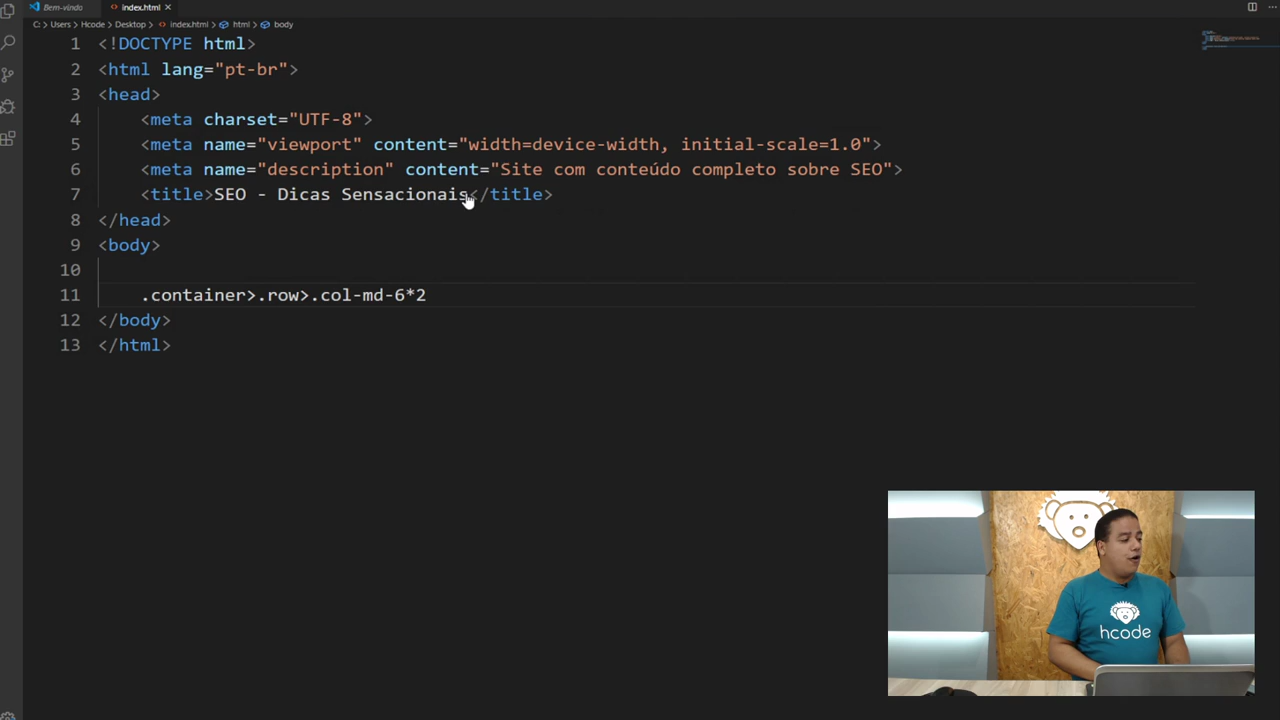 Bem-vindo index.html ×
C: > Users > Hcode > Desktop > index.html > html > body
1 <!DOCTYPE html>
2 <html lang="pt-br">
3 <head>
4 <meta charset="UTF-8">
5 <meta name="viewport" content="width=device-width, initial-scale=1.0">
6 <meta name="description" content="Site com conteúdo completo sobre SEO">
7 <title>SEO - Dicas Sensacionais</title>
8 </head>
9 <body>
10
11 .container>.row>.col-md-6*2
12 </body>
13 </html>
hcode